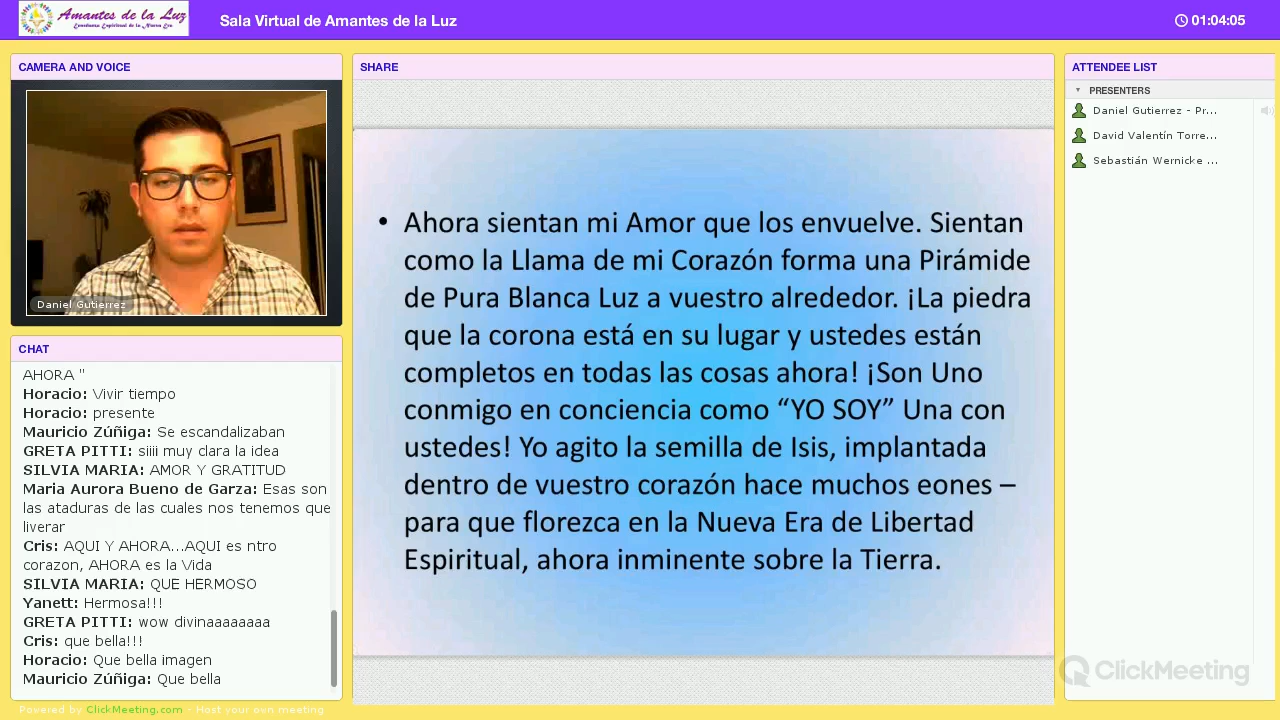 Amantes de la Luz
Enseñanza Espiritual de la Nueva Era
Sala Virtual de Amantes de la Luz
01:04:05
CAMERA AND VOICE
Daniel Gutierrez
CHAT
AHORA "
Horacio: Vivir tiempo
Horacio: presente
Mauricio Zúñiga: Se escandalizaban
GRETA PITTI: siiii muy clara la idea
SILVIA MARIA: AMOR Y GRATITUD
Maria Aurora Bueno de Garza: Esas son
las ataduras de las cuales nos tenemos que
liverar
Cris: AQUI Y AHORA...AQUI es ntro
corazon, AHORA es la Vida
SILVIA MARIA: QUE HERMOSO
Yanett: Hermosa!!!
GRETA PITTI: wow divinaaaaaaaa
Cris: que bella!!!
Horacio: Que bella imagen
Mauricio Zúñiga: Que bella
Powered by ClickMeeting.com - Host your own meeting
SHARE
• Ahora sientan mi Amor que los envuelve. Sientan
como la Llama de mi Corazón forma una Pirámide
de Pura Blanca Luz a vuestro alrededor. ¡La piedra
que la corona está en su lugar y ustedes están
completos en todas las cosas ahora! ¡Son Uno
conmigo en conciencia como “YO SOY” Una con
ustedes! Yo agito la semilla de Isis, implantada
dentro de vuestro corazón hace muchos eones –
para que florezca en la Nueva Era de Libertad
Espiritual, ahora inminente sobre la Tierra.
ATTENDEE LIST
PRESENTERS
Daniel Gutierrez - Pr...
David Valentín Torre...
Sebastián Wernicke ...
ClickMeeting